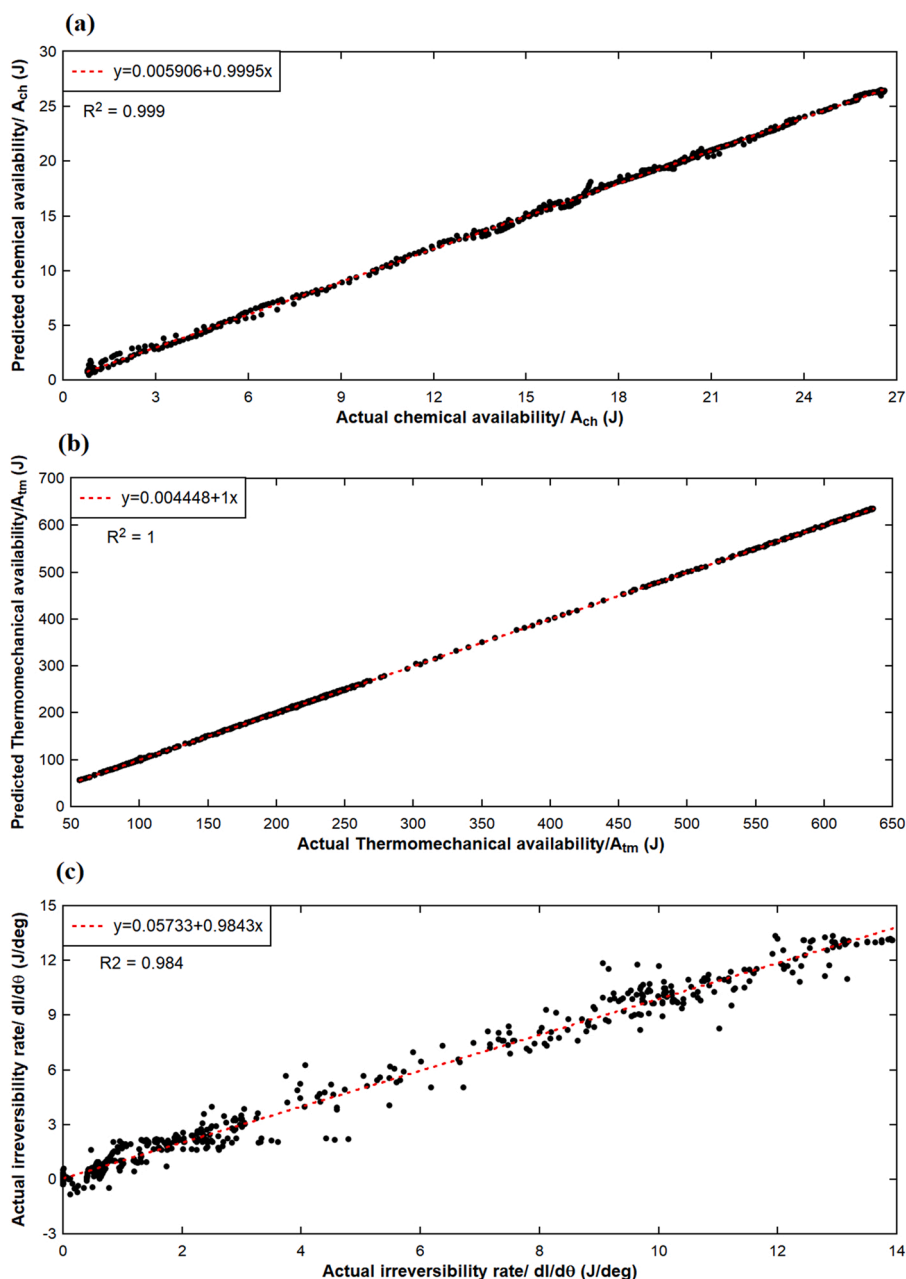 (a)
30
25
20
15
10
5
0
Predicted chemical availability/ A_ch (J)
y=0.005906+0.9995x
R² = 0.999
0 3 6 9 12 15 18 21 24 27
Actual chemical availability/ A_ch (J)
(b)
700
600
500
400
300
200
100
0
Predicted Thermomechanical availability/A_tm (J)
y=0.004448+1x
R² = 1
50 100 150 200 250 300 350 400 450 500 550 600 650
Actual Thermomechanical availability/A_tm (J)
(c)
15
12
9
6
3
0
-3
Actual irreversibility rate/ dI/dθ (J/deg)
y=0.05733+0.9843x
R2 = 0.984
0 2 4 6 8 10 12 14
Actual irreversibility rate/ dI/dθ (J/deg)